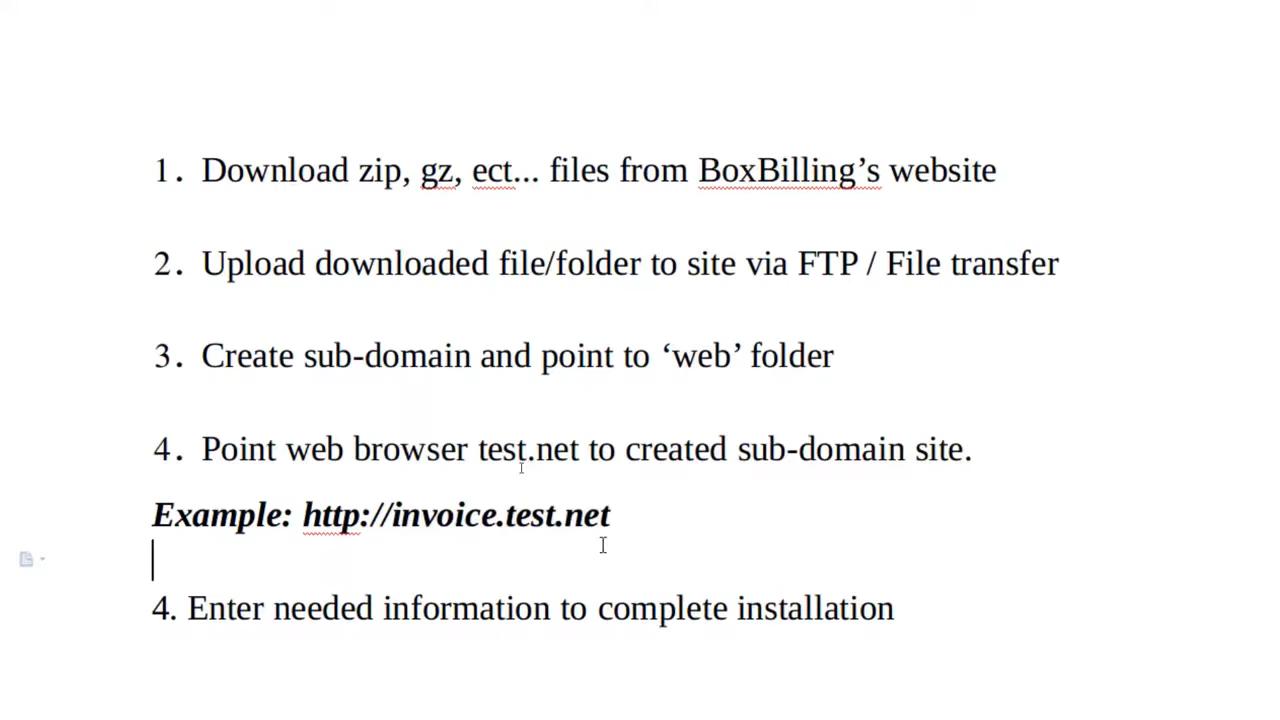 1. Download zip, gz, ect... files from BoxBilling’s website
2. Upload downloaded file/folder to site via FTP / File transfer
3. Create sub-domain and point to ‘web’ folder
4. Point web browser test.net to created sub-domain site.
Example: http://invoice.test.net
4. Enter needed information to complete installation